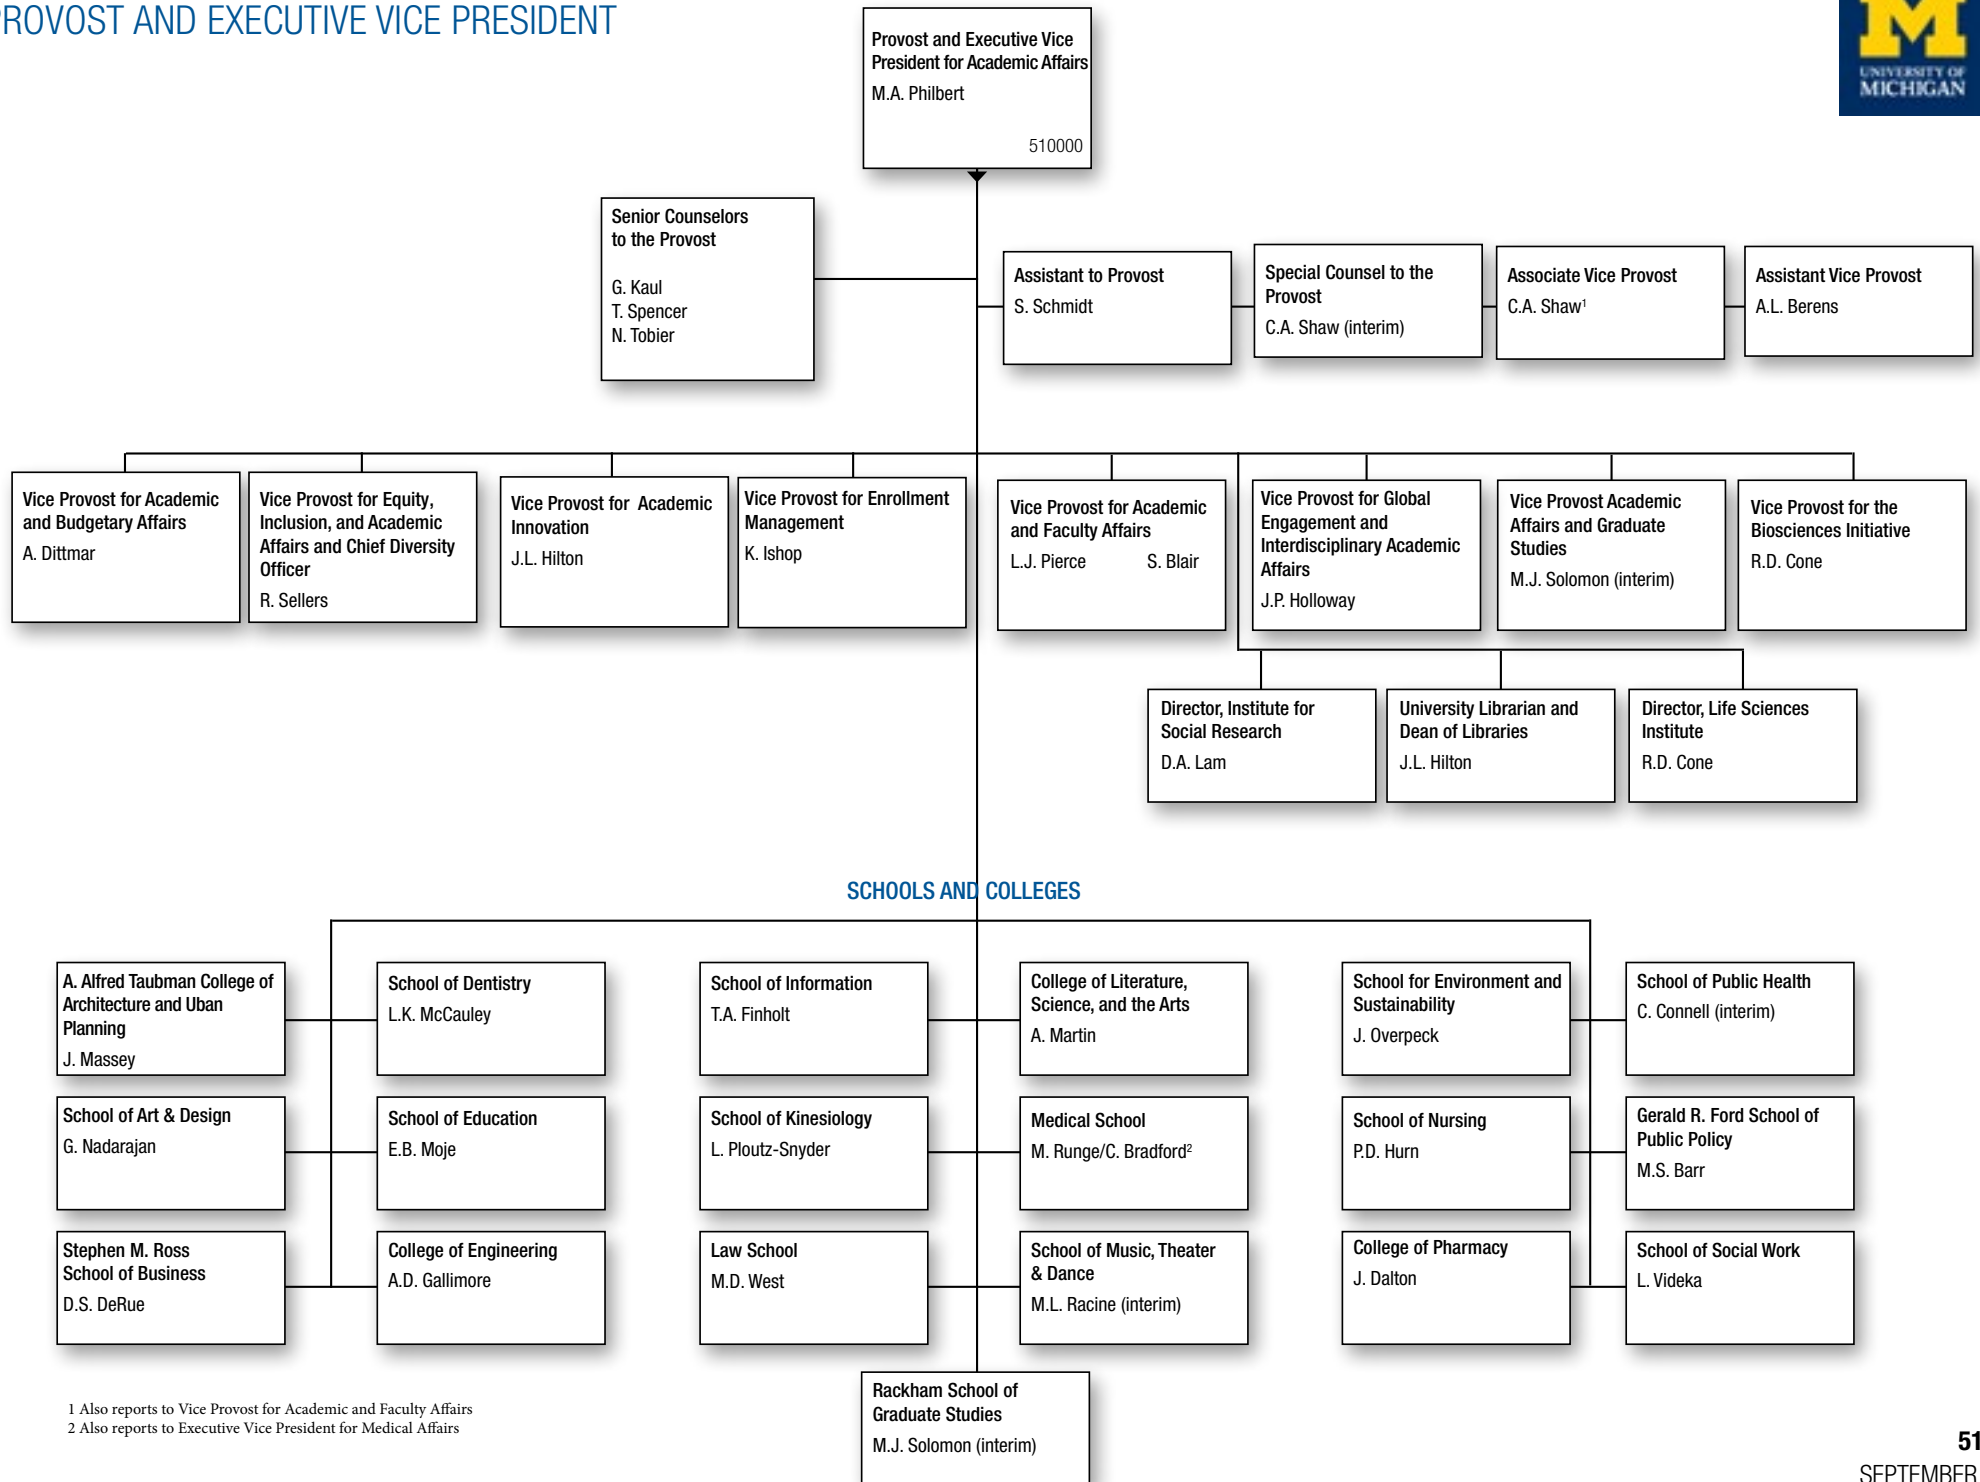 PROVOST AND EXECUTIVE VICE PRESIDENT
UNIVERSITY OF
MICHIGAN
Provost and Executive Vice
President for Academic Affairs
M.A. Philbert
510000
Senior Counselors
to the Provost
G. Kaul
T. Spencer
N. Tobier
Assistant to Provost
S. Schmidt
Special Counsel to the
Provost
C.A. Shaw (interim)
Associate Vice Provost
C.A. Shaw¹
Assistant Vice Provost
A.L. Berens
Vice Provost for Academic
and Budgetary Affairs
A. Dittmar
Vice Provost for Equity,
Inclusion, and Academic
Affairs and Chief Diversity
Officer
R. Sellers
Vice Provost for Academic
Innovation
J.L. Hilton
Vice Provost for Enrollment
Management
K. Ishop
Vice Provost for Academic
and Faculty Affairs
L.J. Pierce S. Blair
Vice Provost for Global
Engagement and
Interdisciplinary Academic
Affairs
J.P. Holloway
Vice Provost Academic
Affairs and Graduate
Studies
M.J. Solomon (interim)
Vice Provost for the
Biosciences Initiative
R.D. Cone
Director, Institute for
Social Research
D.A. Lam
University Librarian and
Dean of Libraries
J.L. Hilton
Director, Life Sciences
Institute
R.D. Cone
SCHOOLS AND COLLEGES
A. Alfred Taubman College of
Architecture and Uban
Planning
J. Massey
School of Dentistry
L.K. McCauley
School of Information
T.A. Finholt
College of Literature,
Science, and the Arts
A. Martin
School for Environment and
Sustainability
J. Overpeck
School of Public Health
C. Connell (interim)
School of Art & Design
G. Nadarajan
School of Education
E.B. Moje
School of Kinesiology
L. Ploutz-Snyder
Medical School
M. Runge/C. Bradford²
School of Nursing
P.D. Hurn
Gerald R. Ford School of
Public Policy
M.S. Barr
Stephen M. Ross
School of Business
D.S. DeRue
College of Engineering
A.D. Gallimore
Law School
M.D. West
School of Music, Theater
& Dance
M.L. Racine (interim)
College of Pharmacy
J. Dalton
School of Social Work
L. Videka
Rackham School of
Graduate Studies
M.J. Solomon (interim)
1 Also reports to Vice Provost for Academic and Faculty Affairs
2 Also reports to Executive Vice President for Medical Affairs
51
SEPTEMBER